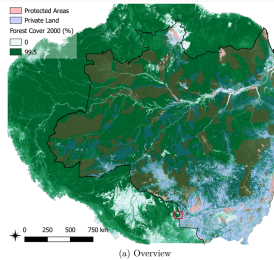 Protected Areas
Private Land
Forest Cover 2000 (%)
0
99.5
0 250 500 750 km
(a) Overview